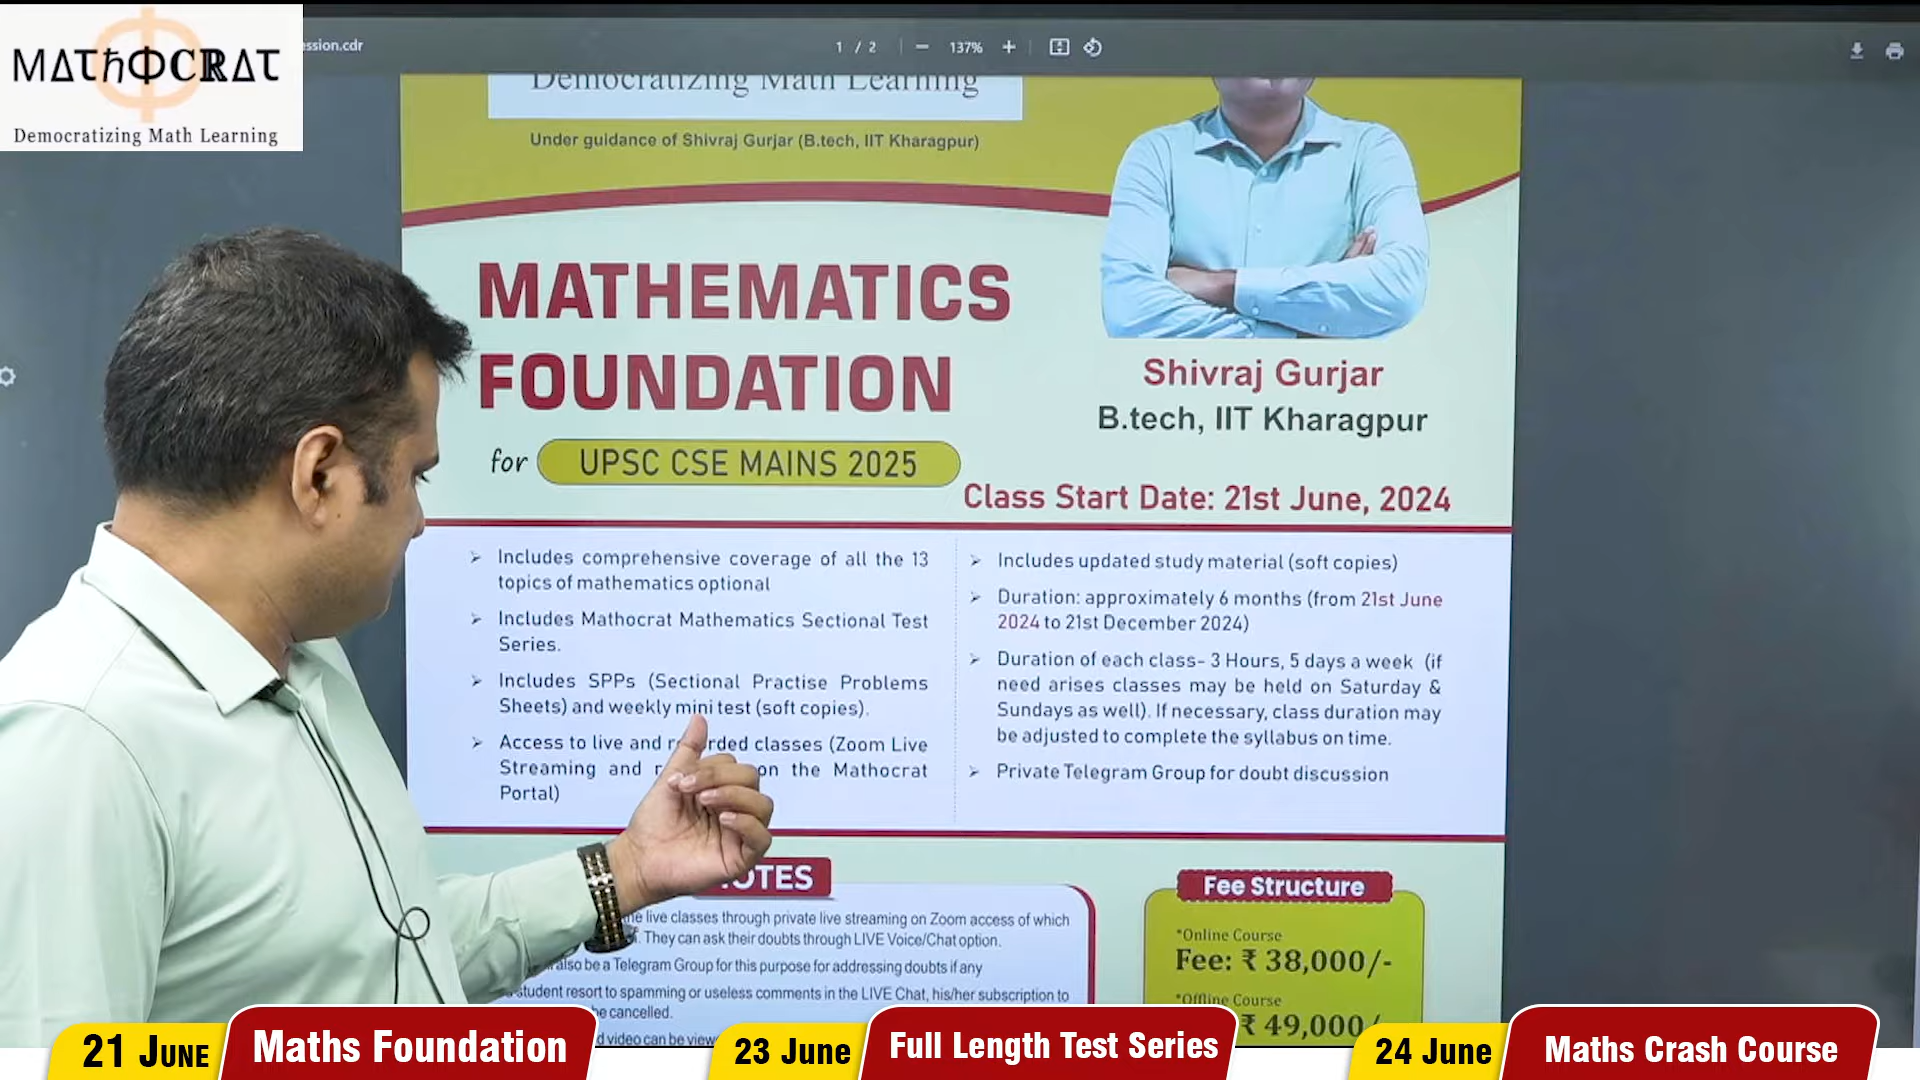 MATHΦCRAT
Democratizing Math Learning
ession.cdr
1 / 2
137%
Democratizing Math Learning
Under guidance of Shivraj Gurjar (B.tech, IIT Kharagpur)
MATHEMATICS
FOUNDATION
for UPSC CSE MAINS 2025
Shivraj Gurjar
B.tech, IIT Kharagpur
Class Start Date: 21st June, 2024
Includes comprehensive coverage of all the 13
topics of mathematics optional
Includes Mathocrat Mathematics Sectional Test
Series.
Includes SPPs (Sectional Practise Problems
Sheets) and weekly mini test (soft copies).
Access to live and classes (Zoom Live
Streaming and on the Mathocrat
Portal)
Includes updated study material (soft copies)
Duration: approximately 6 months (from 21st June
2024 to 21st December 2024)
Duration of each class- 3 Hours, 5 days a week (if
need arises classes may be held on Saturday &
Sundays as well). If necessary, class duration may
be adjusted to complete the syllabus on time.
Private Telegram Group for doubt discussion
OTES
live classes through private live streaming on Zoom access of which
They can ask their doubts through LIVE Voice/Chat option.
also be a Telegram Group for this purpose for addressing doubts if any
student resort to spamming or useless comments in the LIVE Chat, his/her subscription to
be cancelled.
video can be view
Fee Structure
*Online Course
Fee: ₹ 38,000/-
*Offline Course
₹ 49,000/
21 JUNE Maths Foundation
23 June Full Length Test Series
24 June Maths Crash Course